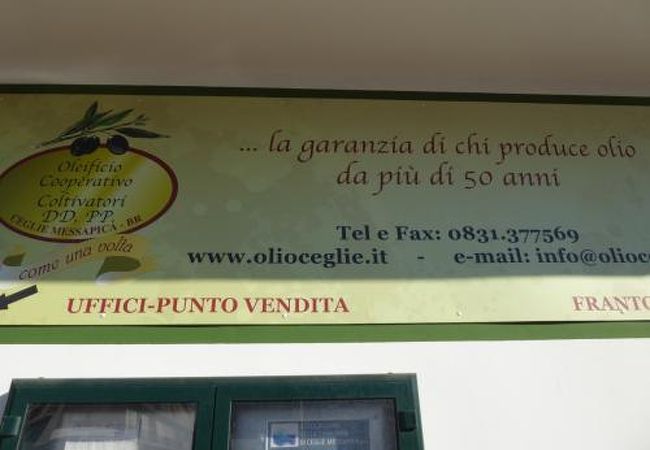 Oleificio
Cooperativo
Coltivatori
DD. PP.
CEGLIE MESSAPICA - BR
come una volta
... la garanzia di chi produce olio
da più di 50 anni
Tel e Fax: 0831.377569
www.olioceglie.it - e-mail: info@olioce
UFFICI-PUNTO VENDITA FRANTO